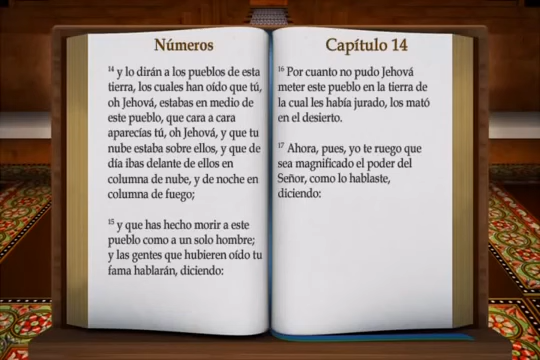 Números
14 y lo dirán a los pueblos de esta
tierra, los cuales han oído que tú,
oh Jehová, estabas en medio de
este pueblo, que cara a cara
aparecías tú, oh Jehová, y que tu
nube estaba sobre ellos, y que de
día ibas delante de ellos en
columna de nube, y de noche en
columna de fuego;
15 y que has hecho morir a este
pueblo como a un solo hombre;
y las gentes que hubieren oído tu
fama hablarán, diciendo:
Capítulo 14
16 Por cuanto no pudo Jehová
meter este pueblo en la tierra de
la cual les había jurado, los mató
en el desierto.
17 Ahora, pues, yo te ruego que
sea magnificado el poder del
Señor, como lo hablaste,
diciendo: